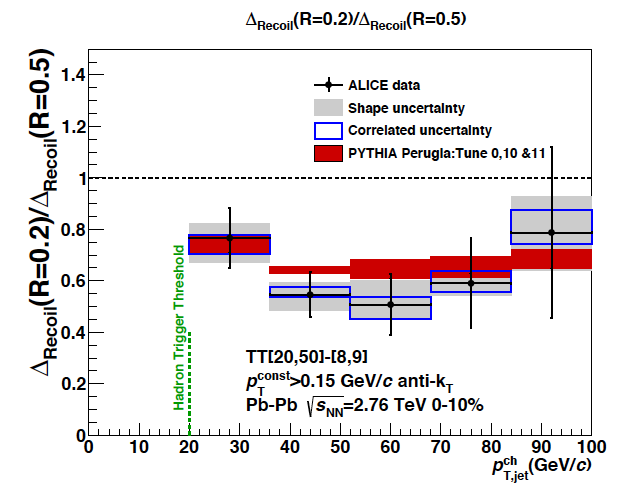 Δ_Recoil(R=0.2)/Δ_Recoil(R=0.5)
Δ_Recoil(R=0.2)/Δ_Recoil(R=0.5)
1.4
1.2
1
0.8
0.6
0.4
0.2
0
ALICE data
Shape uncertainty
Correlated uncertainty
PYTHIA Perugia:Tune 0,10 &11
Hadron Trigger Threshold
TT[20,50]-[8,9]
p_T^const>0.15 GeV/c anti-k_T
Pb-Pb √s_NN=2.76 TeV 0-10%
0 10 20 30 40 50 60 70 80 90 100
p_T,jet^ch(GeV/c)